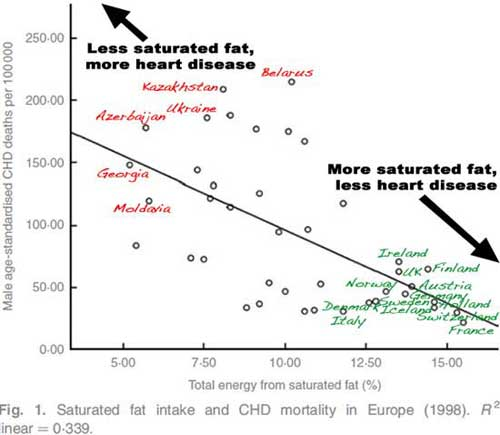 250·00
Less saturated fat,
more heart disease
Belarus
Kazakhstan
200·00
Ukraine
Azerbaijan
150·00
More saturated fat,
less heart disease
Georgia
Moldavia
100·00
Ireland
UK
Finland
Norway
Austria
Germany
50·00
Denmark
Sweden
Holland
Iceland
Italy
Switzerland
France
0·00
5·00
7·50
10·00
12·50
15·00
Male age-standardised CHD deaths per 100 000
Total energy from saturated fat (%)
Fig. 1. Saturated fat intake and CHD mortality in Europe (1998). R²
linear = 0·339.